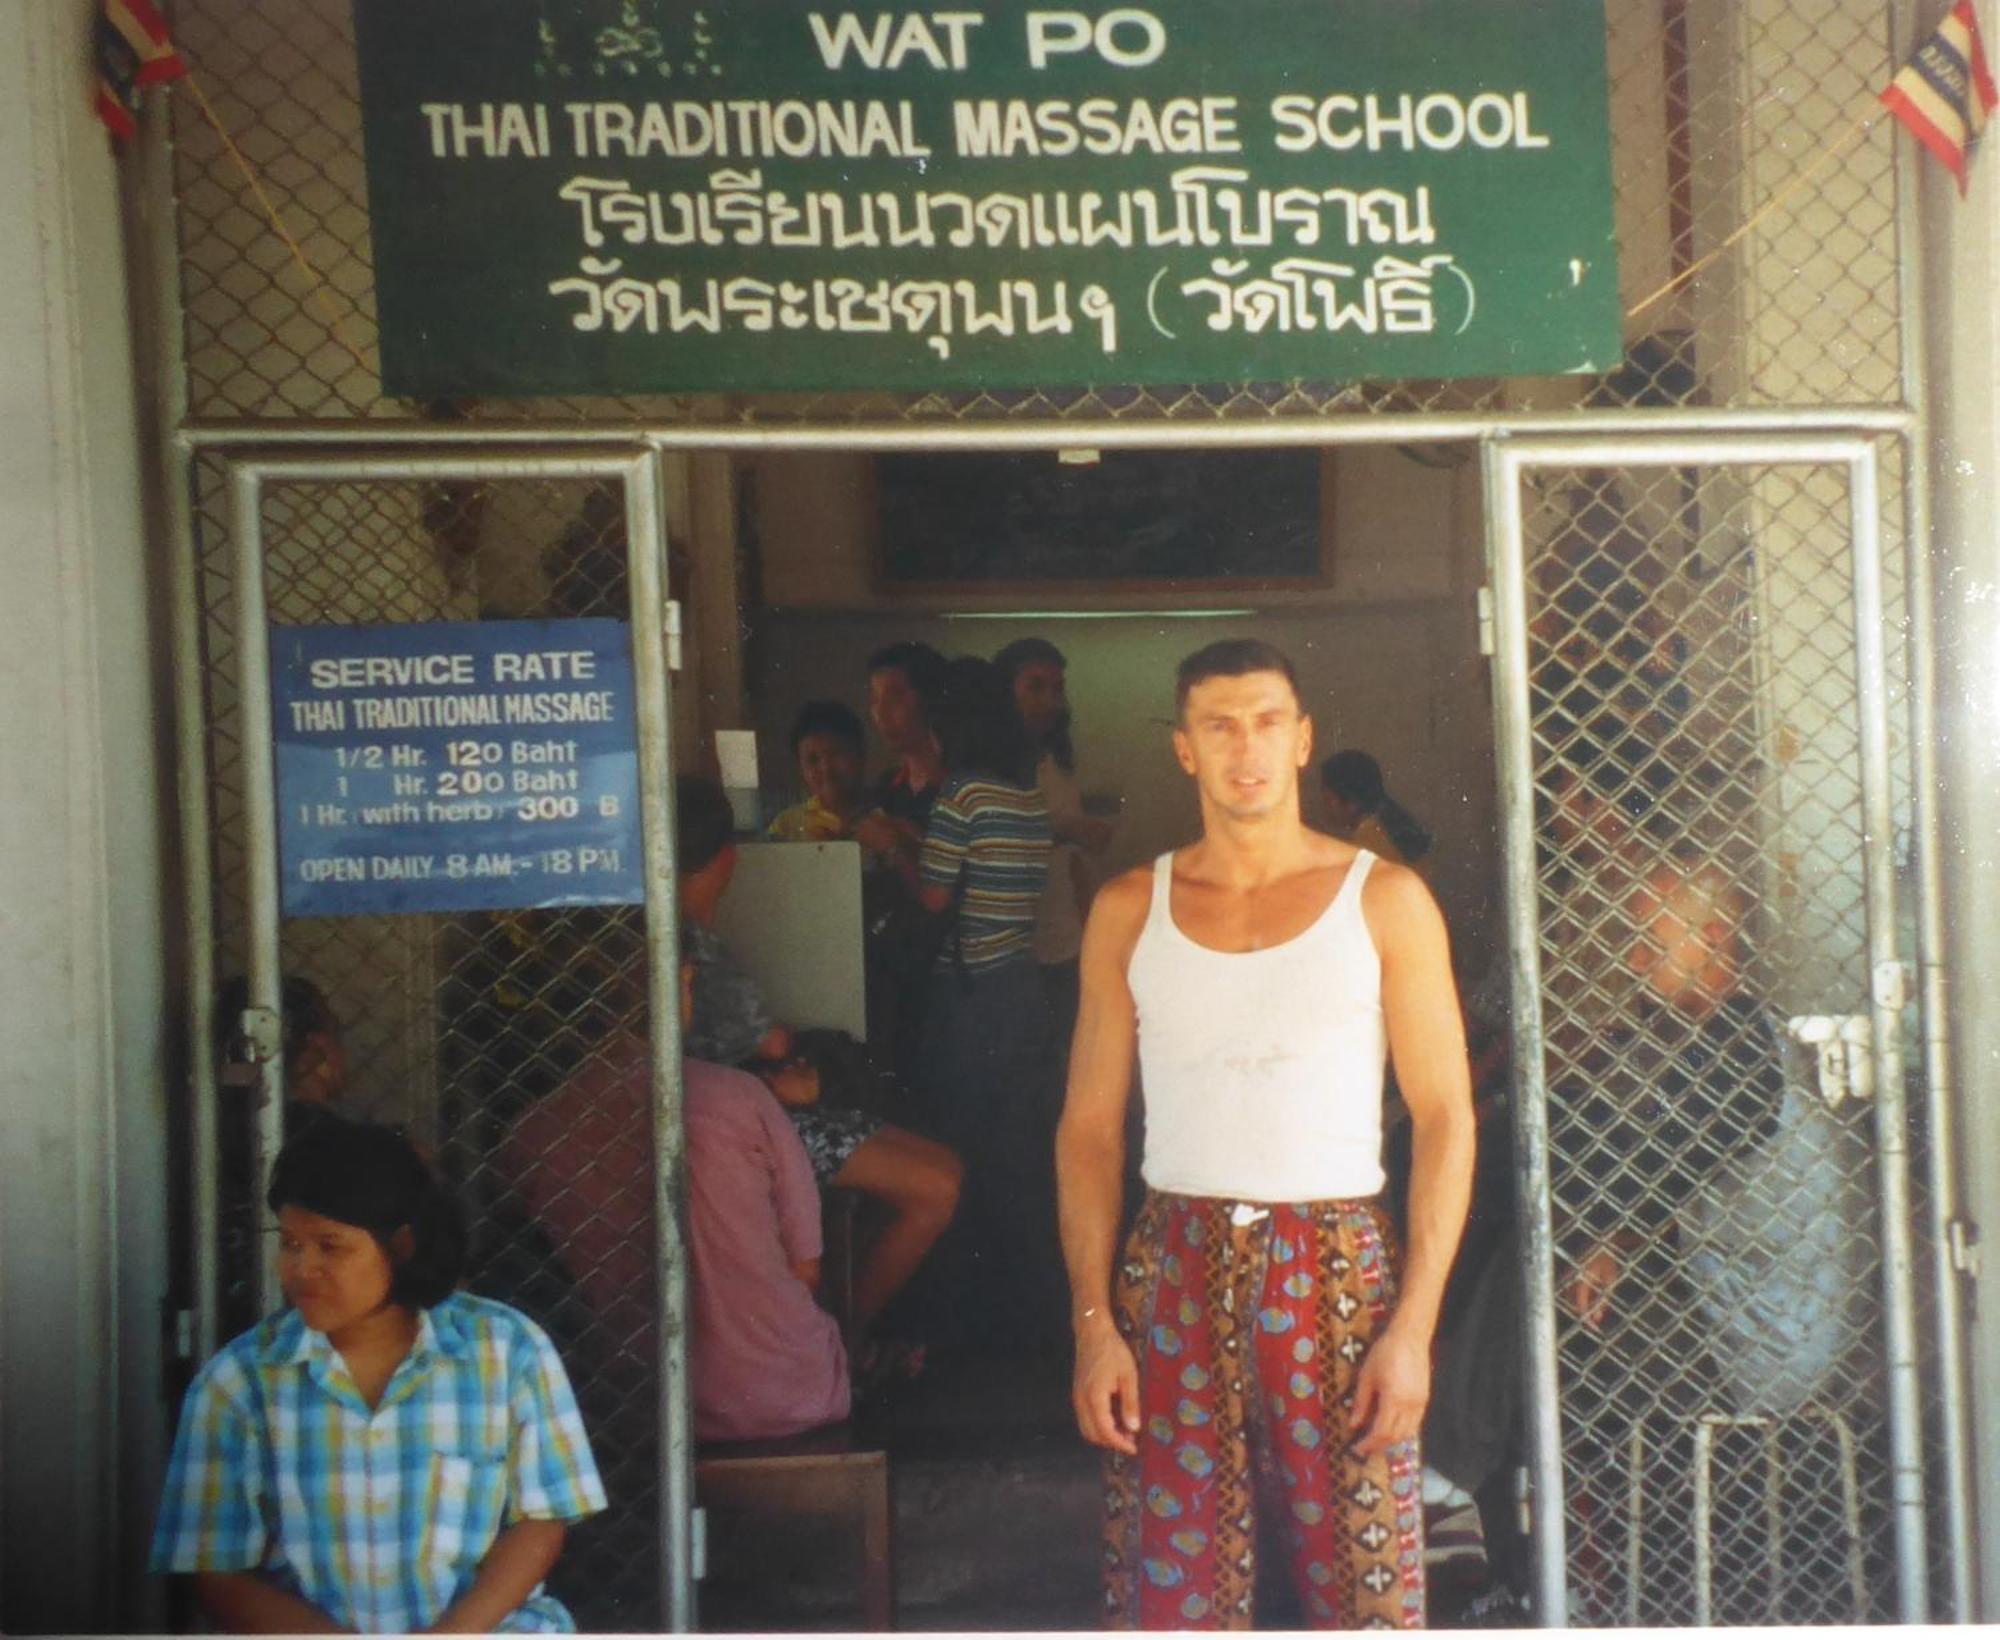 WAT PO
THAI TRADITIONAL MASSAGE SCHOOL
โรงเรียนนวดแผนโบราณ
วัดพระเชตุพนฯ (วัดโพธิ์)
SERVICE RATE
THAI TRADITIONAL MASSAGE
1/2 Hr. 120 Baht
1 Hr. 200 Baht
1 Hr. with herb 300 B
OPEN DAILY 8 AM.- 18 PM.